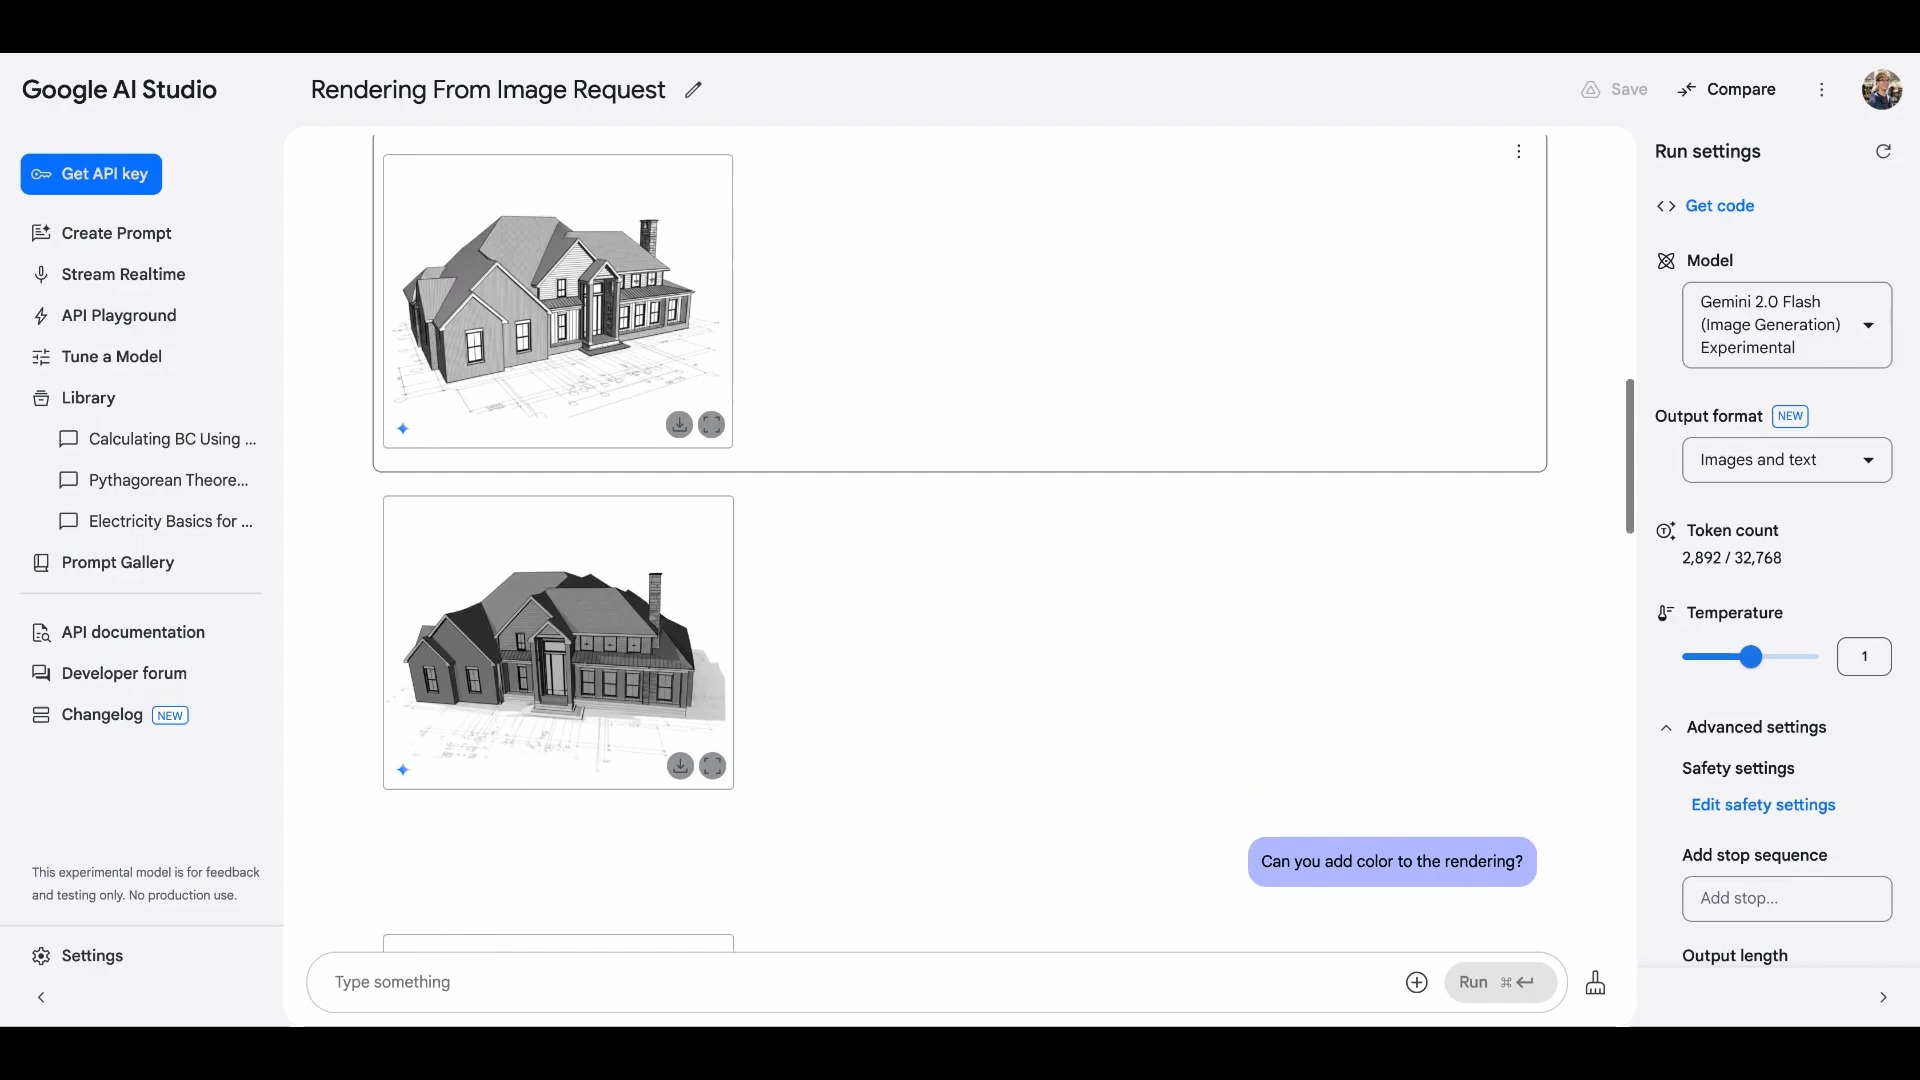 Google AI Studio
Rendering From Image Request
Save
Compare
Get API key
Create Prompt
Stream Realtime
API Playground
Tune a Model
Library
Calculating BC Using ...
Pythagorean Theore...
Electricity Basics for ...
Prompt Gallery
API documentation
Developer forum
Changelog NEW
This experimental model is for feedback
and testing only. No production use.
Settings
Can you add color to the rendering?
Type something
Run ⌘
Run settings
Get code
Model
Gemini 2.0 Flash
(Image Generation)
Experimental
Output format NEW
Images and text
Token count
2,892 / 32,768
Temperature
1
Advanced settings
Safety settings
Edit safety settings
Add stop sequence
Add stop...
Output length